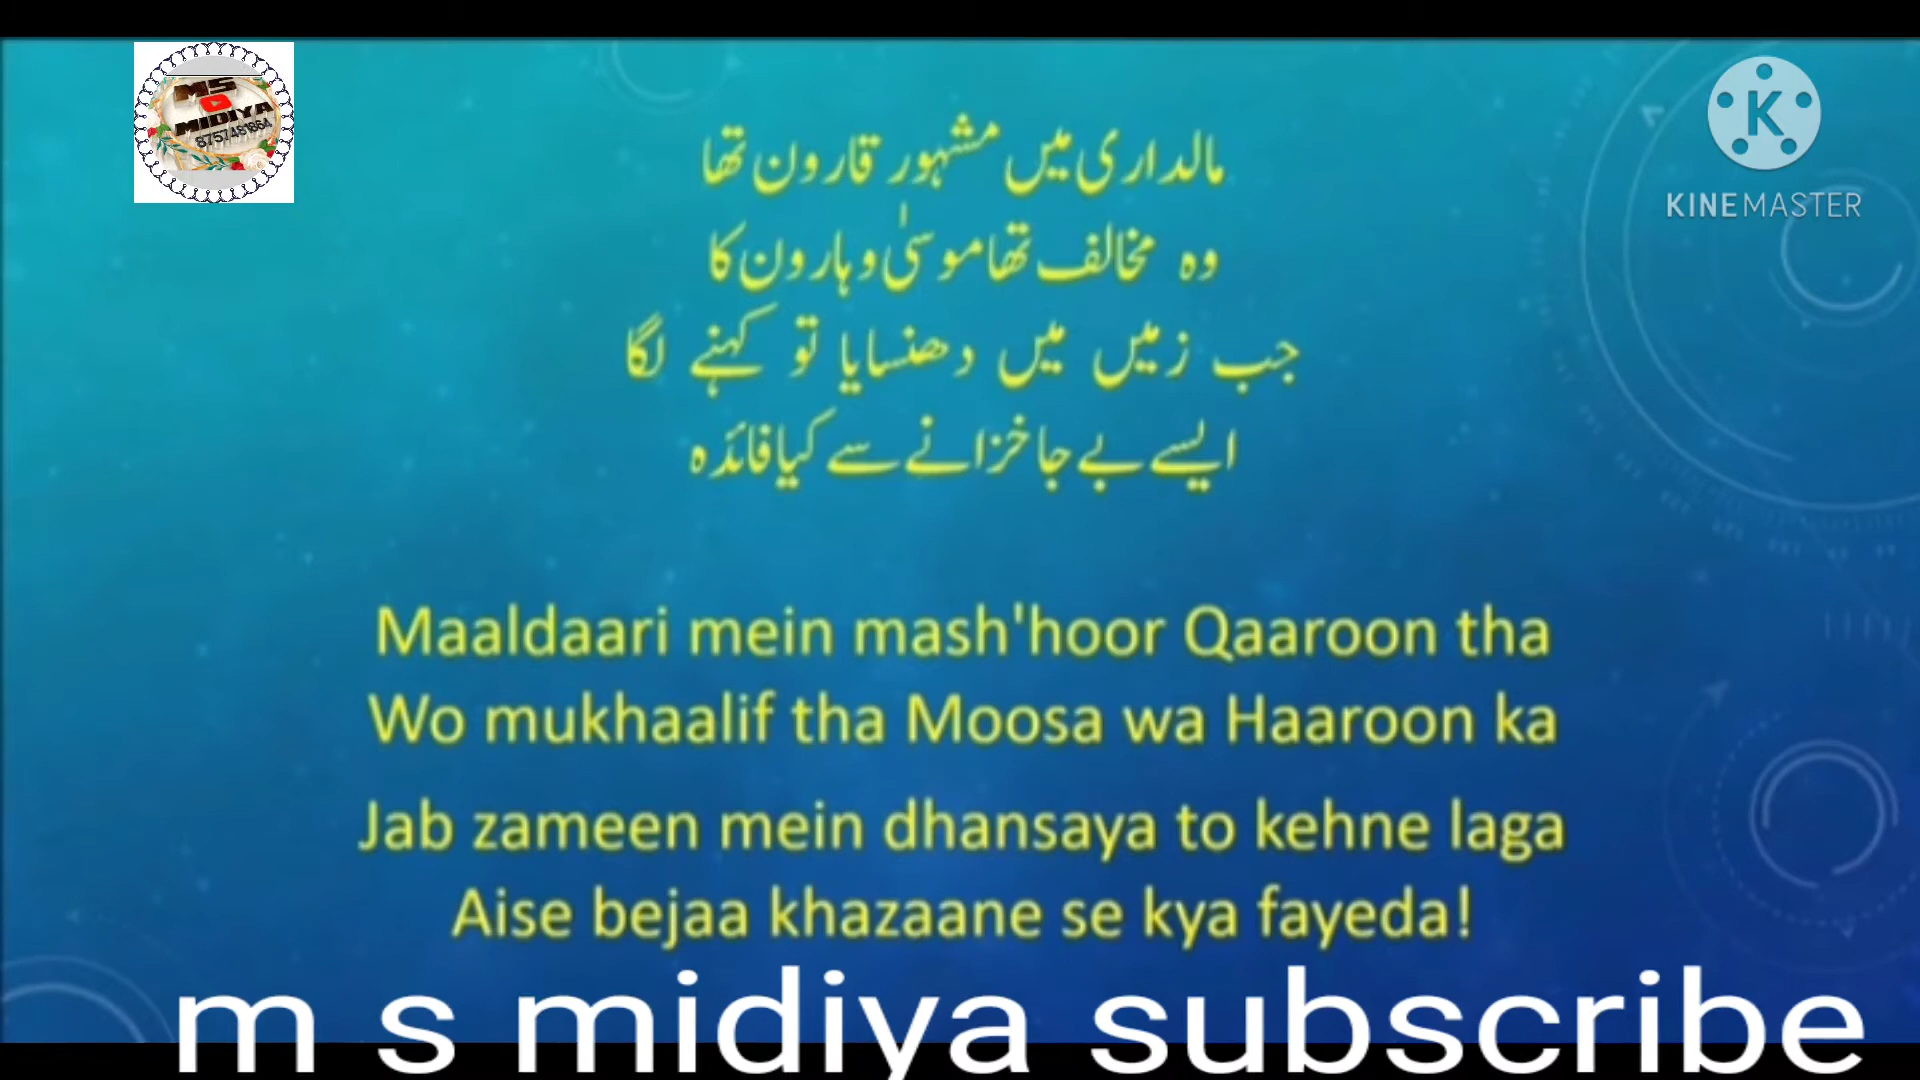 MS
MIDIYA
8757481864
K
KINEMASTER
مالداری میں مشہور قارون تھا
وہ مخالف تھا موسیٰ و ہارون کا
جب زمیں میں دھنسایا تو کہنے لگا
ایسے بے جا خزانے سے کیا فائدہ
Maaldaari mein mash'hoor Qaaroon tha
Wo mukhaalif tha Moosa wa Haaroon ka
Jab zameen mein dhansaya to kehne laga
Aise bejaa khazaane se kya fayeda!
m s midiya subscribe